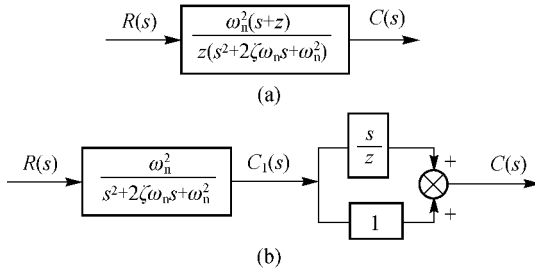 R(s) ωn²(s+z) / z(s²+2ζωns+ωn²) C(s)
(a)
R(s) ωn² / s²+2ζωns+ωn² C1(s) s/z + C(s)
1 +
(b)